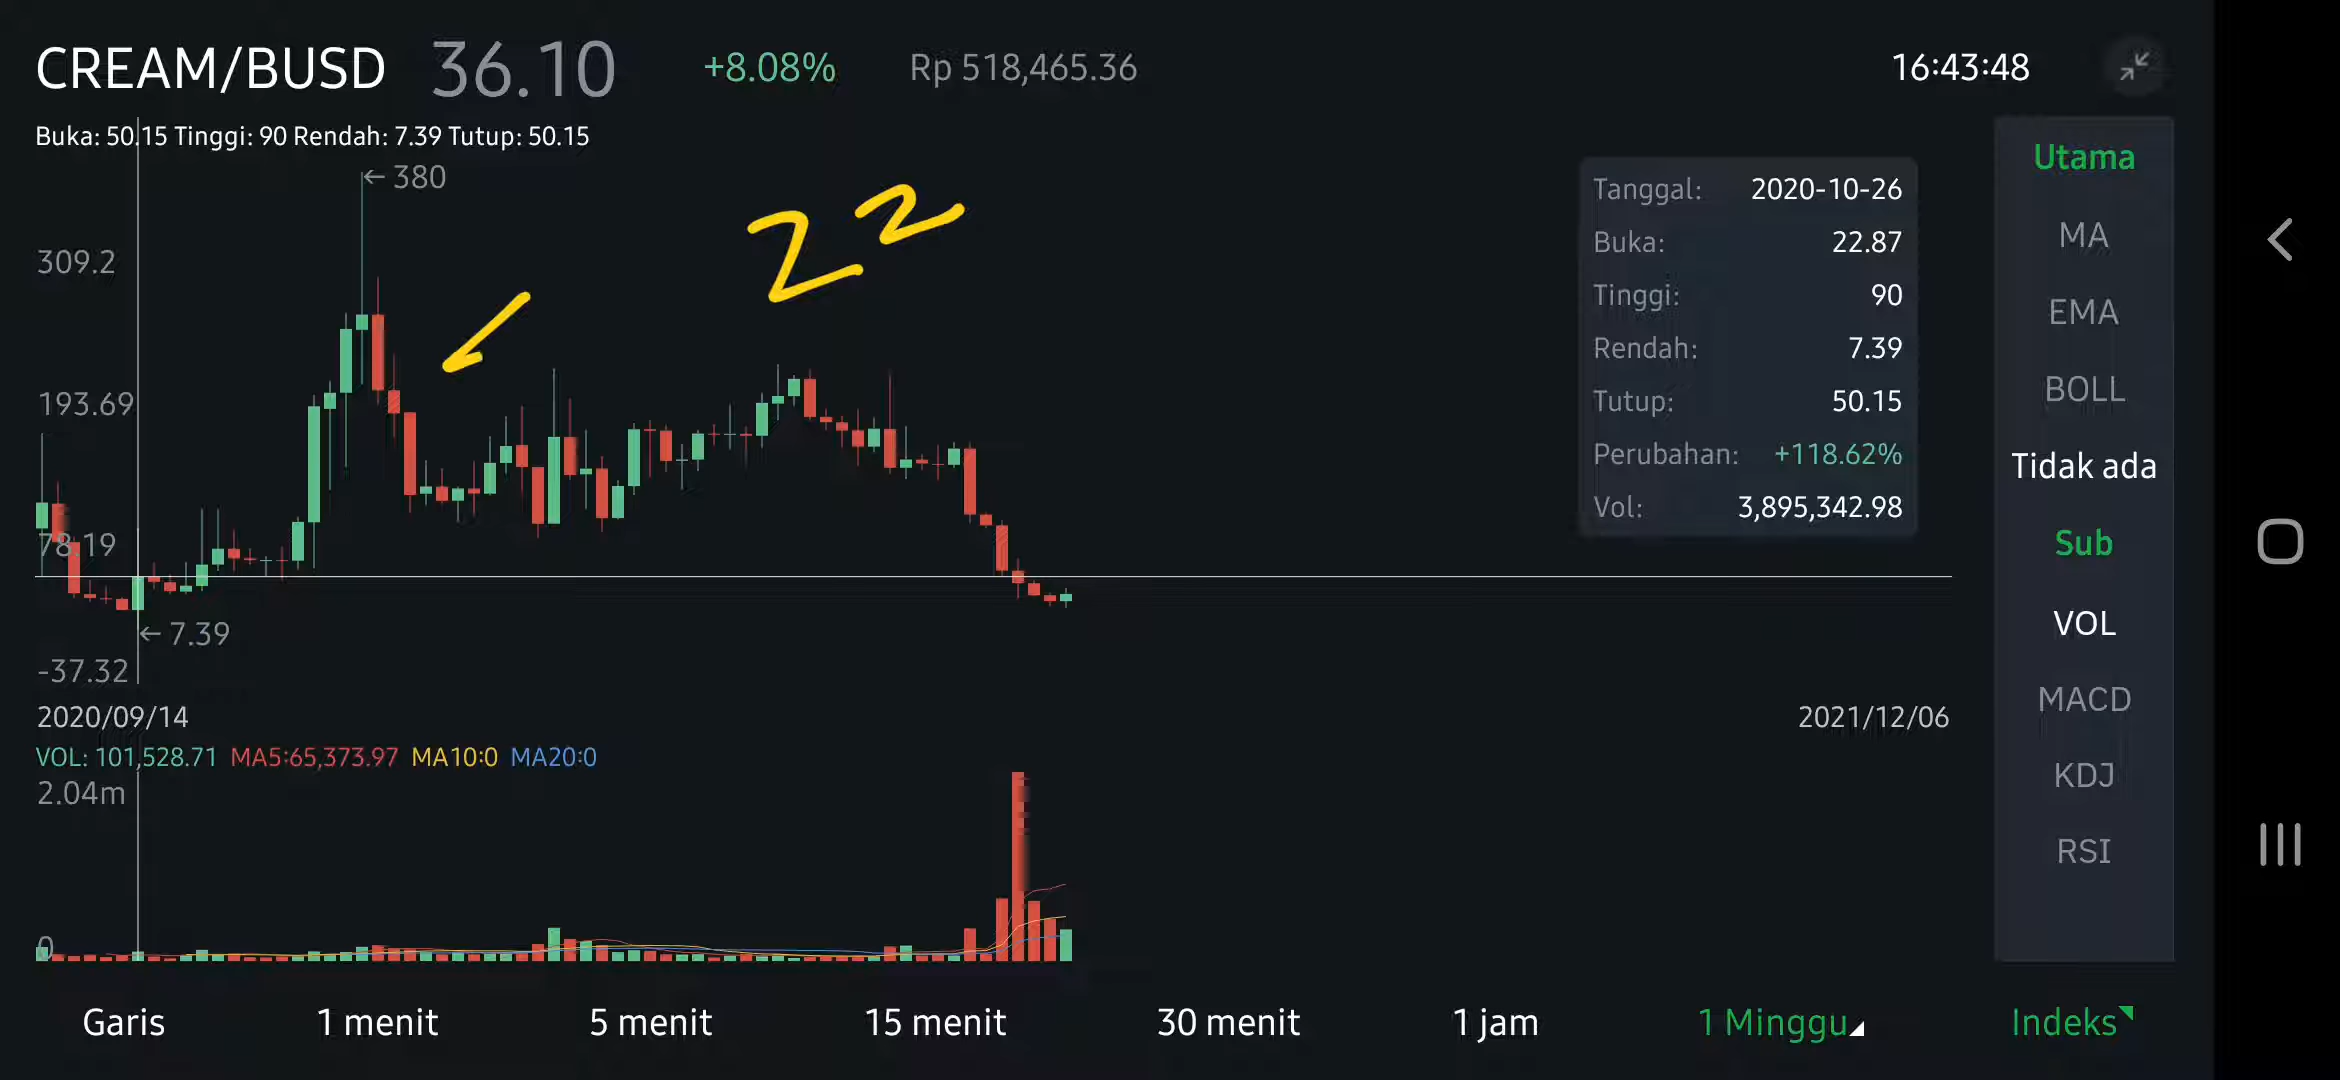 CREAM/BUSD 36.10 +8.08% Rp 518,465.36 16:43:48
Buka: 50.15 Tinggi: 90 Rendah: 7.39 Tutup: 50.15
←380
309.2
193.69
78.19
←7.39
-37.32
22
Tanggal: 2020-10-26
Buka: 22.87
Tinggi: 90
Rendah: 7.39
Tutup: 50.15
Perubahan: +118.62%
Vol: 3,895,342.98
2020/09/14 2021/12/06
VOL: 101,528.71 MA5:65,373.97 MA10:0 MA20:0
2.04m
0
Utama
MA
EMA
BOLL
Tidak ada
Sub
VOL
MACD
KDJ
RSI
Garis 1 menit 5 menit 15 menit 30 menit 1 jam 1 Minggu Indeks